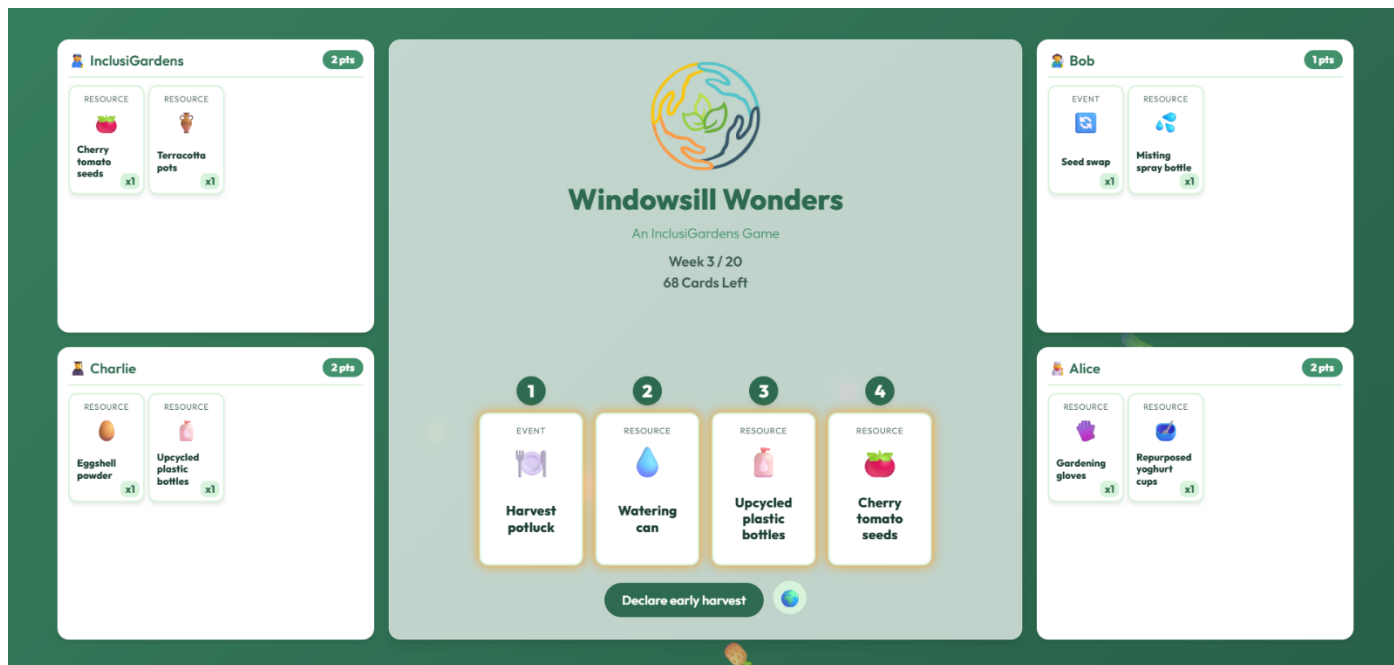 InclusiGardens
2 pts
RESOURCE
Cherry
tomato
seeds
x1
RESOURCE
Terracotta
pots
x1
Charlie
2 pts
RESOURCE
Eggshell
powder
x1
RESOURCE
Upcycled
plastic
bottles
x1
Windowsill Wonders
An InclusiGardens Game
Week 3 / 20
68 Cards Left
1
EVENT
Harvest
potluck
2
RESOURCE
Watering
can
3
RESOURCE
Upcycled
plastic
bottles
4
RESOURCE
Cherry
tomato
seeds
Declare early harvest
Bob
1 pts
EVENT
Seed swap
x1
RESOURCE
Misting
spray bottle
x1
Alice
2 pts
RESOURCE
Gardening
gloves
x1
RESOURCE
Repurposed
yoghurt
cups
x1